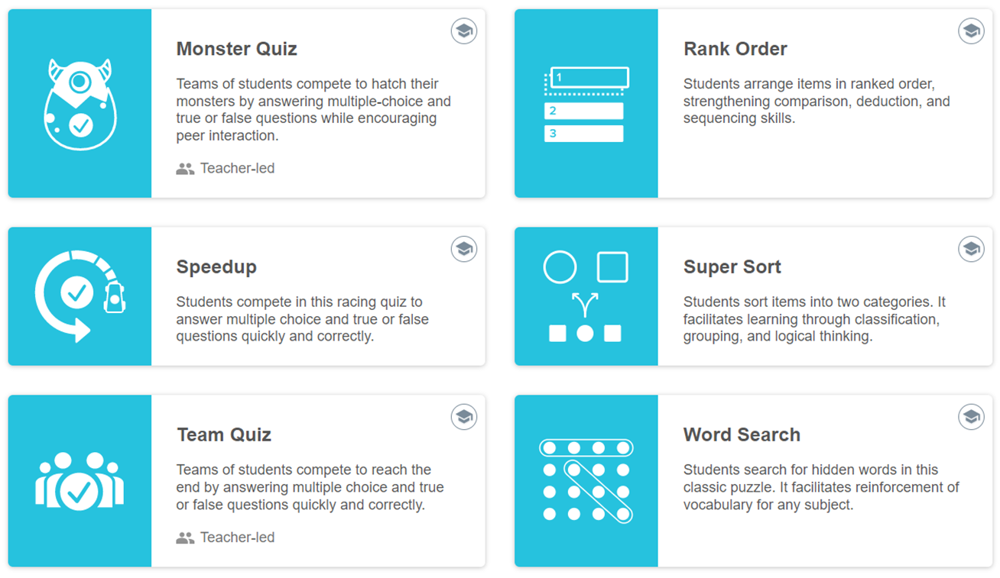 Monster Quiz
Teams of students compete to hatch their
monsters by answering multiple-choice and
true or false questions while encouraging
peer interaction.
Teacher-led
Rank Order
Students arrange items in ranked order,
strengthening comparison, deduction, and
sequencing skills.
1
2
3
Speedup
Students compete in this racing quiz to
answer multiple choice and true or false
questions quickly and correctly.
Super Sort
Students sort items into two categories. It
facilitates learning through classification,
grouping, and logical thinking.
Team Quiz
Teams of students compete to reach the
end by answering multiple choice and true
or false questions quickly and correctly.
Teacher-led
Word Search
Students search for hidden words in this
classic puzzle. It facilitates reinforcement of
vocabulary for any subject.